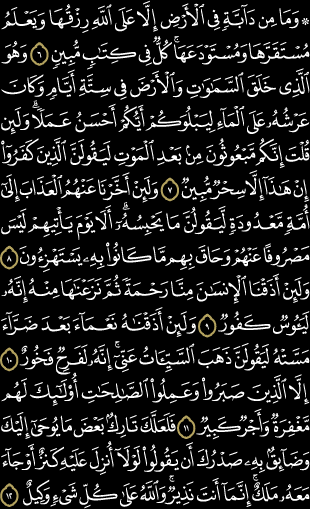 ۞ وَمَا مِن دَآبَّةٍ فِي ٱلْأَرْضِ إِلَّا عَلَى ٱللَّهِ رِزْقُهَا وَيَعْلَمُ
مُسْتَقَرَّهَا وَمُسْتَوْدَعَهَا ۚ كُلٌّ فِي كِتَٰبٍ مُّبِينٍ ٦ وَهُوَ
ٱلَّذِي خَلَقَ ٱلسَّمَٰوَٰتِ وَٱلْأَرْضَ فِي سِتَّةِ أَيَّامٍ وَكَانَ
عَرْشُهُۥ عَلَى ٱلْمَآءِ لِيَبْلُوَكُمْ أَيُّكُمْ أَحْسَنُ عَمَلًا ۗ وَلَئِن
قُلْتَ إِنَّكُم مَّبْعُوثُونَ مِنۢ بَعْدِ ٱلْمَوْتِ لَيَقُولَنَّ ٱلَّذِينَ كَفَرُوٓا۟
إِنْ هَٰذَآ إِلَّا سِحْرٌ مُّبِينٌ ٧ وَلَئِنْ أَخَّرْنَا عَنْهُمُ ٱلْعَذَابَ إِلَىٰٓ
أُمَّةٍ مَّعْدُودَةٍ لَّيَقُولُنَّ مَا يَحْبِسُهُۥٓ ۗ أَلَا يَوْمَ يَأْتِيهِمْ لَيْسَ
مَصْرُوفًا عَنْهُمْ وَحَاقَ بِهِم مَّا كَانُوا۟ بِهِۦ يَسْتَهْزِءُونَ ٨
وَلَئِنْ أَذَقْنَا ٱلْإِنسَٰنَ مِنَّا رَحْمَةً ثُمَّ نَزَعْنَٰهَا مِنْهُ إِنَّهُۥ
لَيَـُٔوسٌ كَفُورٌ ٩ وَلَئِنْ أَذَقْنَٰهُ نَعْمَآءَ بَعْدَ ضَرَّآءَ
مَسَّتْهُ لَيَقُولَنَّ ذَهَبَ ٱلسَّيِّـَٔاتُ عَنِّيٓ ۚ إِنَّهُۥ لَفَرِحٌ فَخُورٌ ١٠
إِلَّا ٱلَّذِينَ صَبَرُوا۟ وَعَمِلُوا۟ ٱلصَّٰلِحَٰتِ أُو۟لَٰٓئِكَ لَهُم
مَّغْفِرَةٌ وَأَجْرٌ كَبِيرٌ ١١ فَلَعَلَّكَ تَارِكٌۢ بَعْضَ مَا يُوحَىٰٓ إِلَيْكَ
وَضَآئِقٌۢ بِهِۦ صَدْرُكَ أَن يَقُولُوا۟ لَوْلَآ أُنزِلَ عَلَيْهِ كَنزٌ أَوْ جَآءَ
مَعَهُۥ مَلَكٌ ۚ إِنَّمَآ أَنتَ نَذِيرٌ ۚ وَٱللَّهُ عَلَىٰ كُلِّ شَيْءٍ وَكِيلٌ ١٢